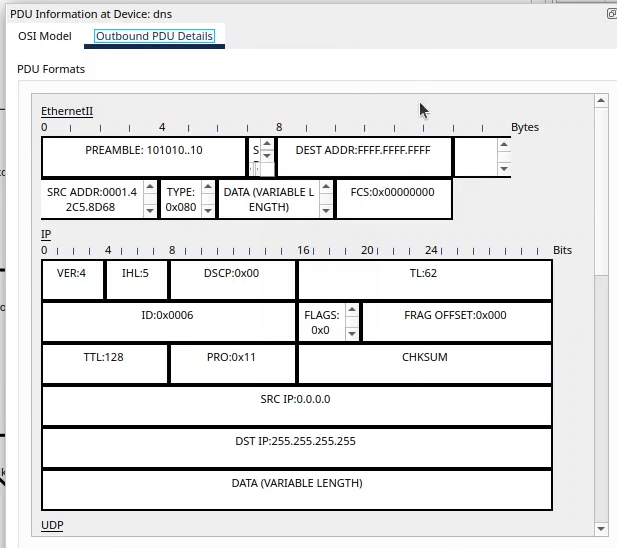 PDU Information at Device: dns
OSI Model Outbound PDU Details
PDU Formats
EthernetII
0 4 8 Bytes
PREAMBLE: 101010..10 DEST ADDR:FFFF.FFFF.FFFF
SRC ADDR:0001.4
2C5.8D68
TYPE:
0x080
DATA (VARIABLE L
ENGTH)
FCS:0x00000000
IP
0 4 8 16 20 24 Bits
VER:4 IHL:5 DSCP:0x00 TL:62
ID:0x0006 FLAGS:
0x0
FRAG OFFSET:0x000
TTL:128 PRO:0x11 CHKSUM
SRC IP:0.0.0.0
DST IP:255.255.255.255
DATA (VARIABLE LENGTH)
UDP